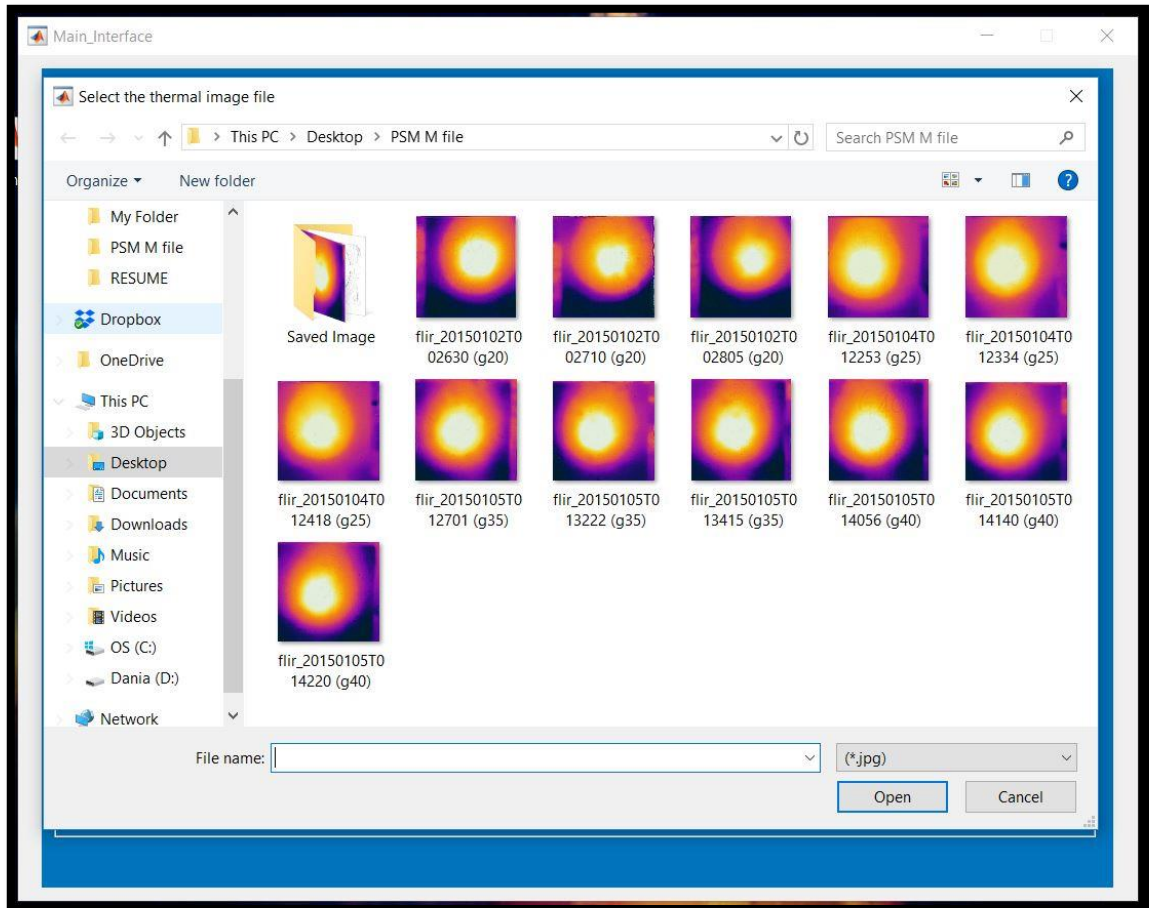 Main_Interface
Select the thermal image file
This PC > Desktop > PSM M file
Search PSM M file
Organize
New folder
My Folder
PSM M file
RESUME
Dropbox
OneDrive
This PC
3D Objects
Desktop
Documents
Downloads
Music
Pictures
Videos
OS (C:)
Dania (D:)
Network
Saved Image
flir_20150102T0
02630 (g20)
flir_20150102T0
02710 (g20)
flir_20150102T0
02805 (g20)
flir_20150104T0
12253 (g25)
flir_20150104T0
12334 (g25)
flir_20150104T0
12418 (g25)
flir_20150105T0
12701 (g35)
flir_20150105T0
13222 (g35)
flir_20150105T0
13415 (g35)
flir_20150105T0
14056 (g40)
flir_20150105T0
14140 (g40)
flir_20150105T0
14220 (g40)
File name:
(*.jpg)
Open
Cancel